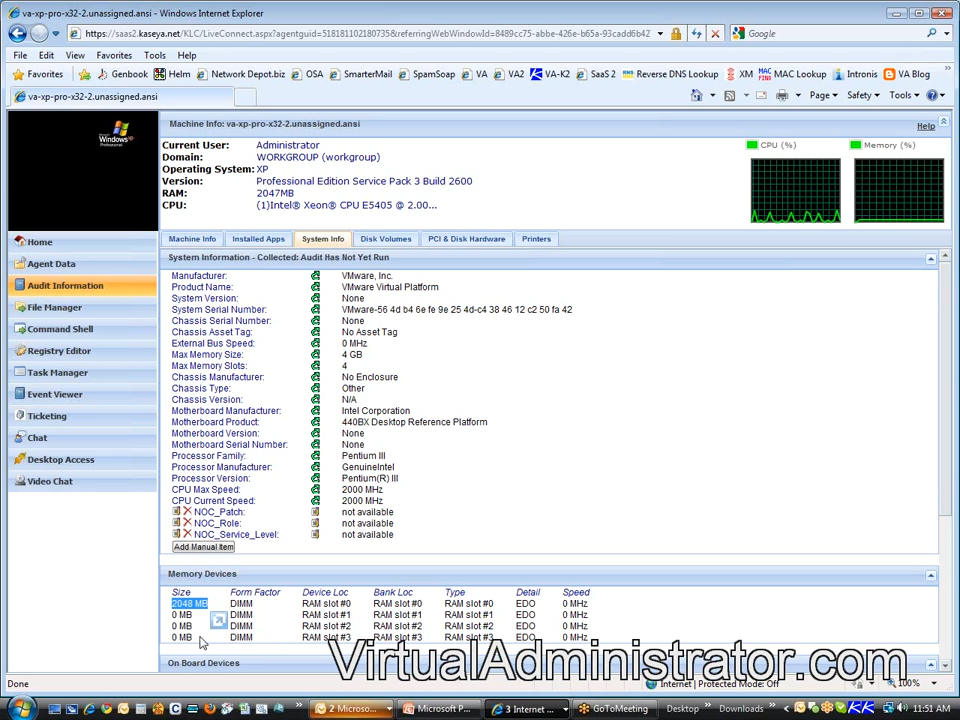 va-xp-pro-x32-2.unassigned.ansi - Windows Internet Explorer
https://saas2.kaseya.net/KLC/LiveConnect.aspx?agentguid=518181102180735&referringWebWindowId=8489cc75-abbe-426e-b65a-93cadd6b42
Google
File Edit View Favorites Tools Help
Favorites Genbook Helm Network Depot.biz OSA SmarterMail SpamSoap VA VA2 VA-K2 SaaS 2 Reverse DNS Lookup XM MAC Lookup Intronis VA Blog
va-xp-pro-x32-2.unassigned.ansi
Page Safety Tools
Windows
Machine Info: va-xp-pro-x32-2.unassigned.ansi
Help
Current User: Administrator
Domain: WORKGROUP (workgroup)
Operating System: XP
Version: Professional Edition Service Pack 3 Build 2600
RAM: 2047MB
CPU: (1)Intel® Xeon® CPU E5405 @ 2.00...
CPU (%)
Memory (%)
Home
Agent Data
Audit Information
File Manager
Command Shell
Registry Editor
Task Manager
Event Viewer
Ticketing
Chat
Desktop Access
Video Chat
Machine Info Installed Apps System Info Disk Volumes PCI & Disk Hardware Printers
System Information - Collected: Audit Has Not Yet Run
Manufacturer: VMware, Inc.
Product Name: VMware Virtual Platform
System Version: None
System Serial Number: VMware-56 4d b4 6e fe 9e 25 4d-c4 38 46 12 c2 50 fa 42
Chassis Serial Number: None
Chassis Asset Tag: No Asset Tag
External Bus Speed: 0 MHz
Max Memory Size: 4 GB
Max Memory Slots: 4
Chassis Manufacturer: No Enclosure
Chassis Type: Other
Chassis Version: N/A
Motherboard Manufacturer: Intel Corporation
Motherboard Product: 440BX Desktop Reference Platform
Motherboard Version: None
Motherboard Serial Number: None
Processor Family: Pentium III
Processor Manufacturer: GenuineIntel
Processor Version: Pentium(R) III
CPU Max Speed: 2000 MHz
CPU Current Speed: 2000 MHz
NOC_Patch: not available
NOC_Role: not available
NOC_Service_Level: not available
Add Manual Item
Memory Devices
Size Form Factor Device Loc Bank Loc Type Detail Speed
2048 MB DIMM RAM slot #0 RAM slot #0 RAM slot #0 EDO 0 MHz
0 MB DIMM RAM slot #1 RAM slot #1 RAM slot #1 EDO 0 MHz
0 MB DIMM RAM slot #2 RAM slot #2 RAM slot #2 EDO 0 MHz
0 MB DIMM RAM slot #3 RAM slot #3 RAM slot #3 EDO 0 MHz
On Board Devices
VirtualAdministrator.com
Done
Internet | Protected Mode: Off
100%
2 Microso... Microsoft P... 3 Internet ... GoToMeeting Desktop Downloads 11:51 AM